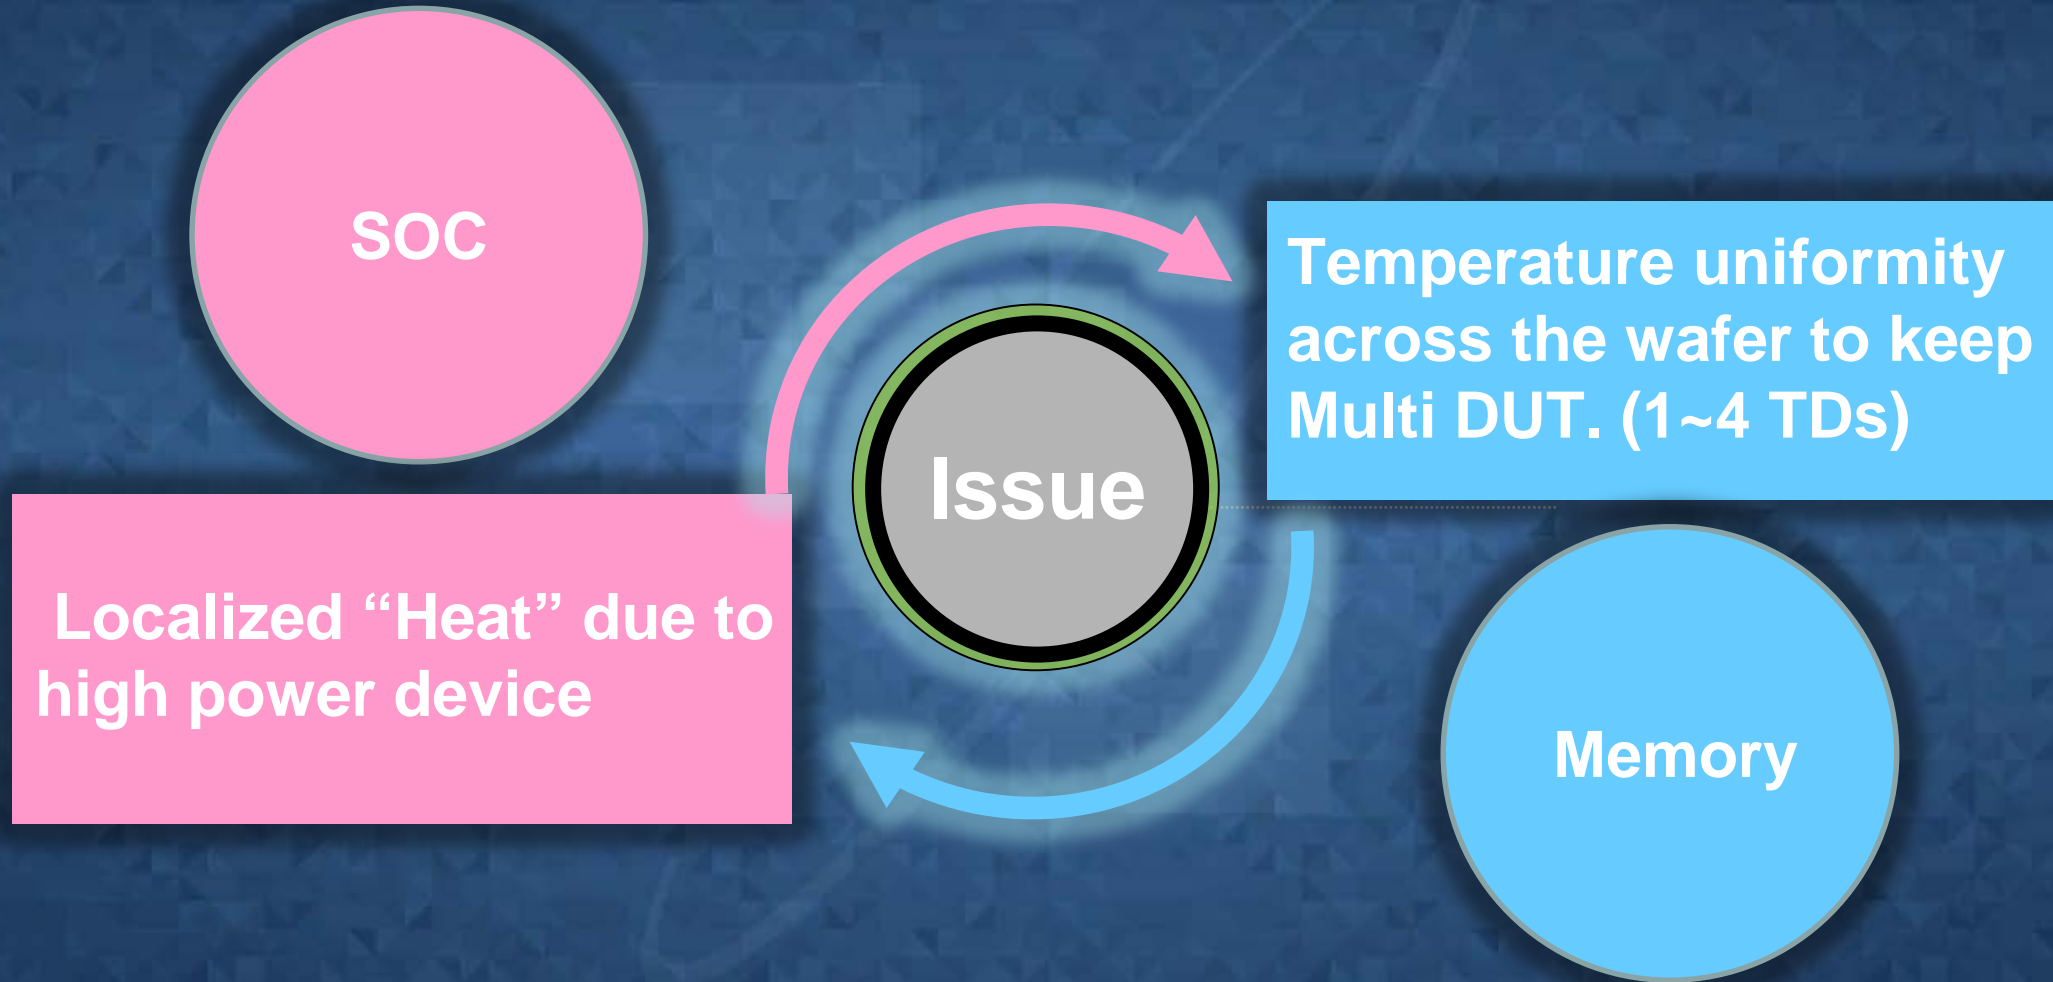 SOC
Localized “Heat” due to
high power device
Issue
Temperature uniformity
across the wafer to keep
Multi DUT. (1~4 TDs)
Memory